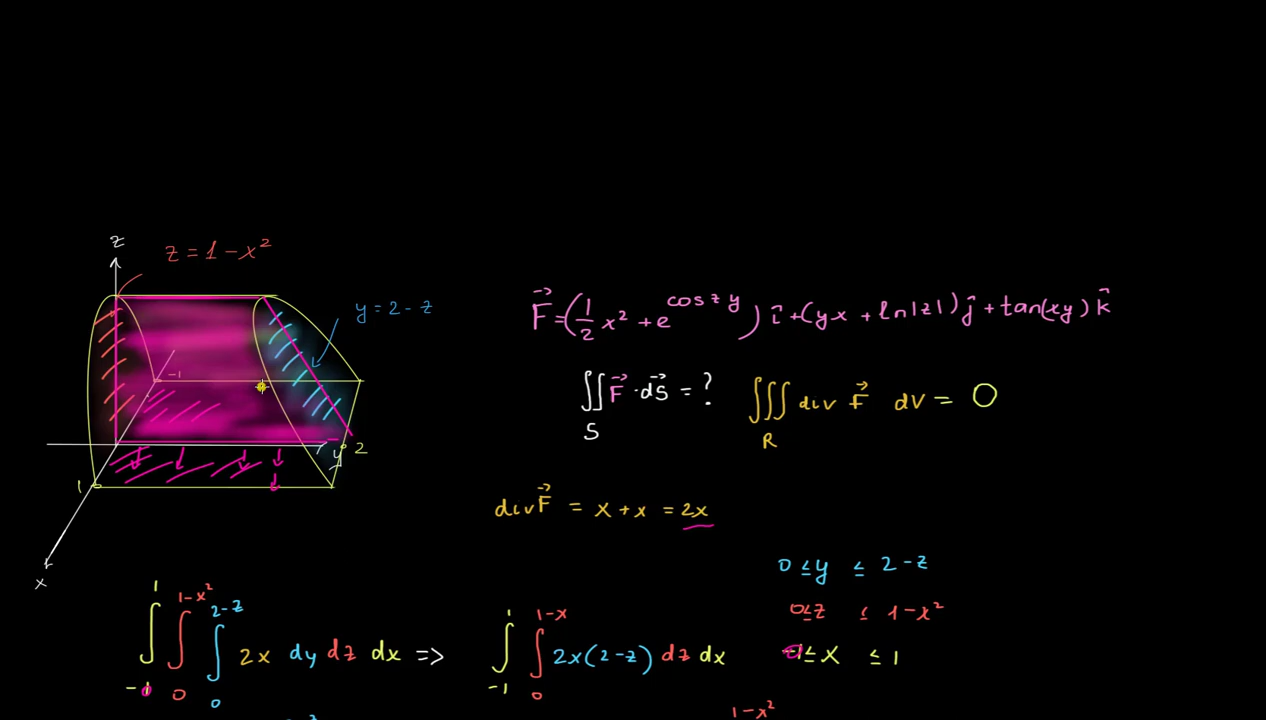 z
z = 1 - x²
y = 2 - z
-1
y
2
1
x
F⃗ = (1/2 x² + e^(cos z y)) î + (yx + ln|z|) ĵ + tan(xy) k̂
∬_S F⃗ · dS⃗ = ? ∭_R div F⃗ dV = 0
div F⃗ = x + x = 2x
0 ≤ y ≤ 2 - z
0 ≤ z ≤ 1 - x²
-1 ≤ x ≤ 1
∫_-1^1 ∫_0^(1-x²) ∫_0^(2-z) 2x dy dz dx => ∫_-1^1 ∫_0^(1-x) 2x(2-z) dz dx
1-x²